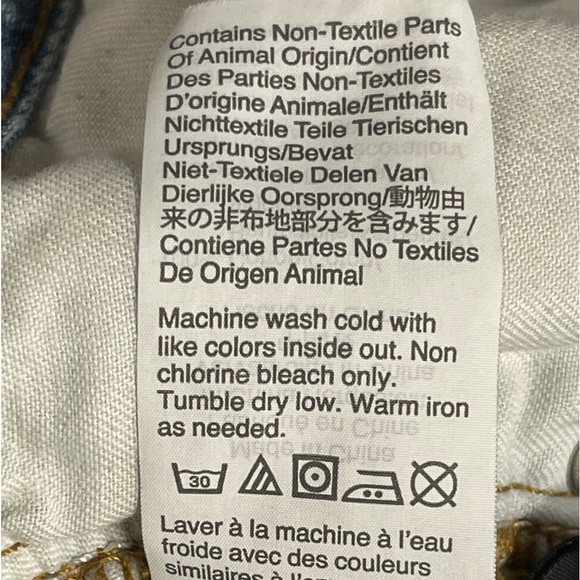 Contains Non-Textile Parts
Of Animal Origin/Contient
Des Parties Non-Textiles
D'origine Animale/Enthält
Nichttextile Teile Tierischen
Ursprungs/Bevat
Niet-Textiele Delen Van
Dierlijke Oorsprong/動物由
来の非布地部分を含みます/
Contiene Partes No Textiles
De Origen Animal
Machine wash cold with
like colors inside out. Non
chlorine bleach only.
Tumble dry low. Warm iron
as needed.
30
Laver à la machine à l'eau
froide avec des couleurs
similaires à l'en